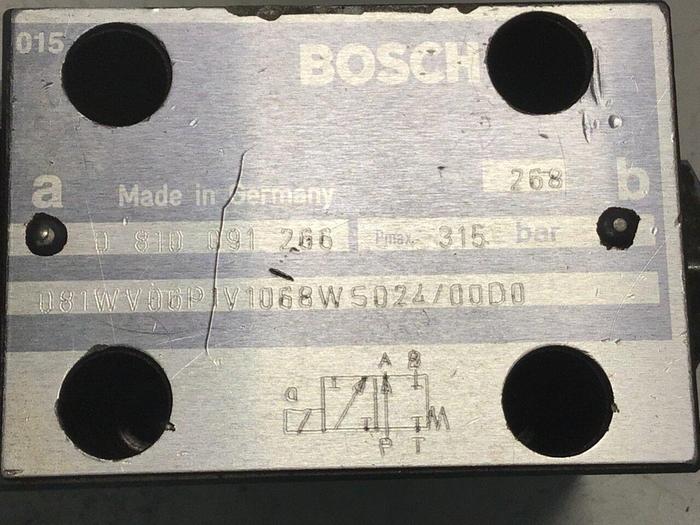 015
BOSCH
268
a
Made in Germany
b
0 810 091 266
Pmax. 315 bar
081WV06P1V1068WS024/00D0
A B
a
P T